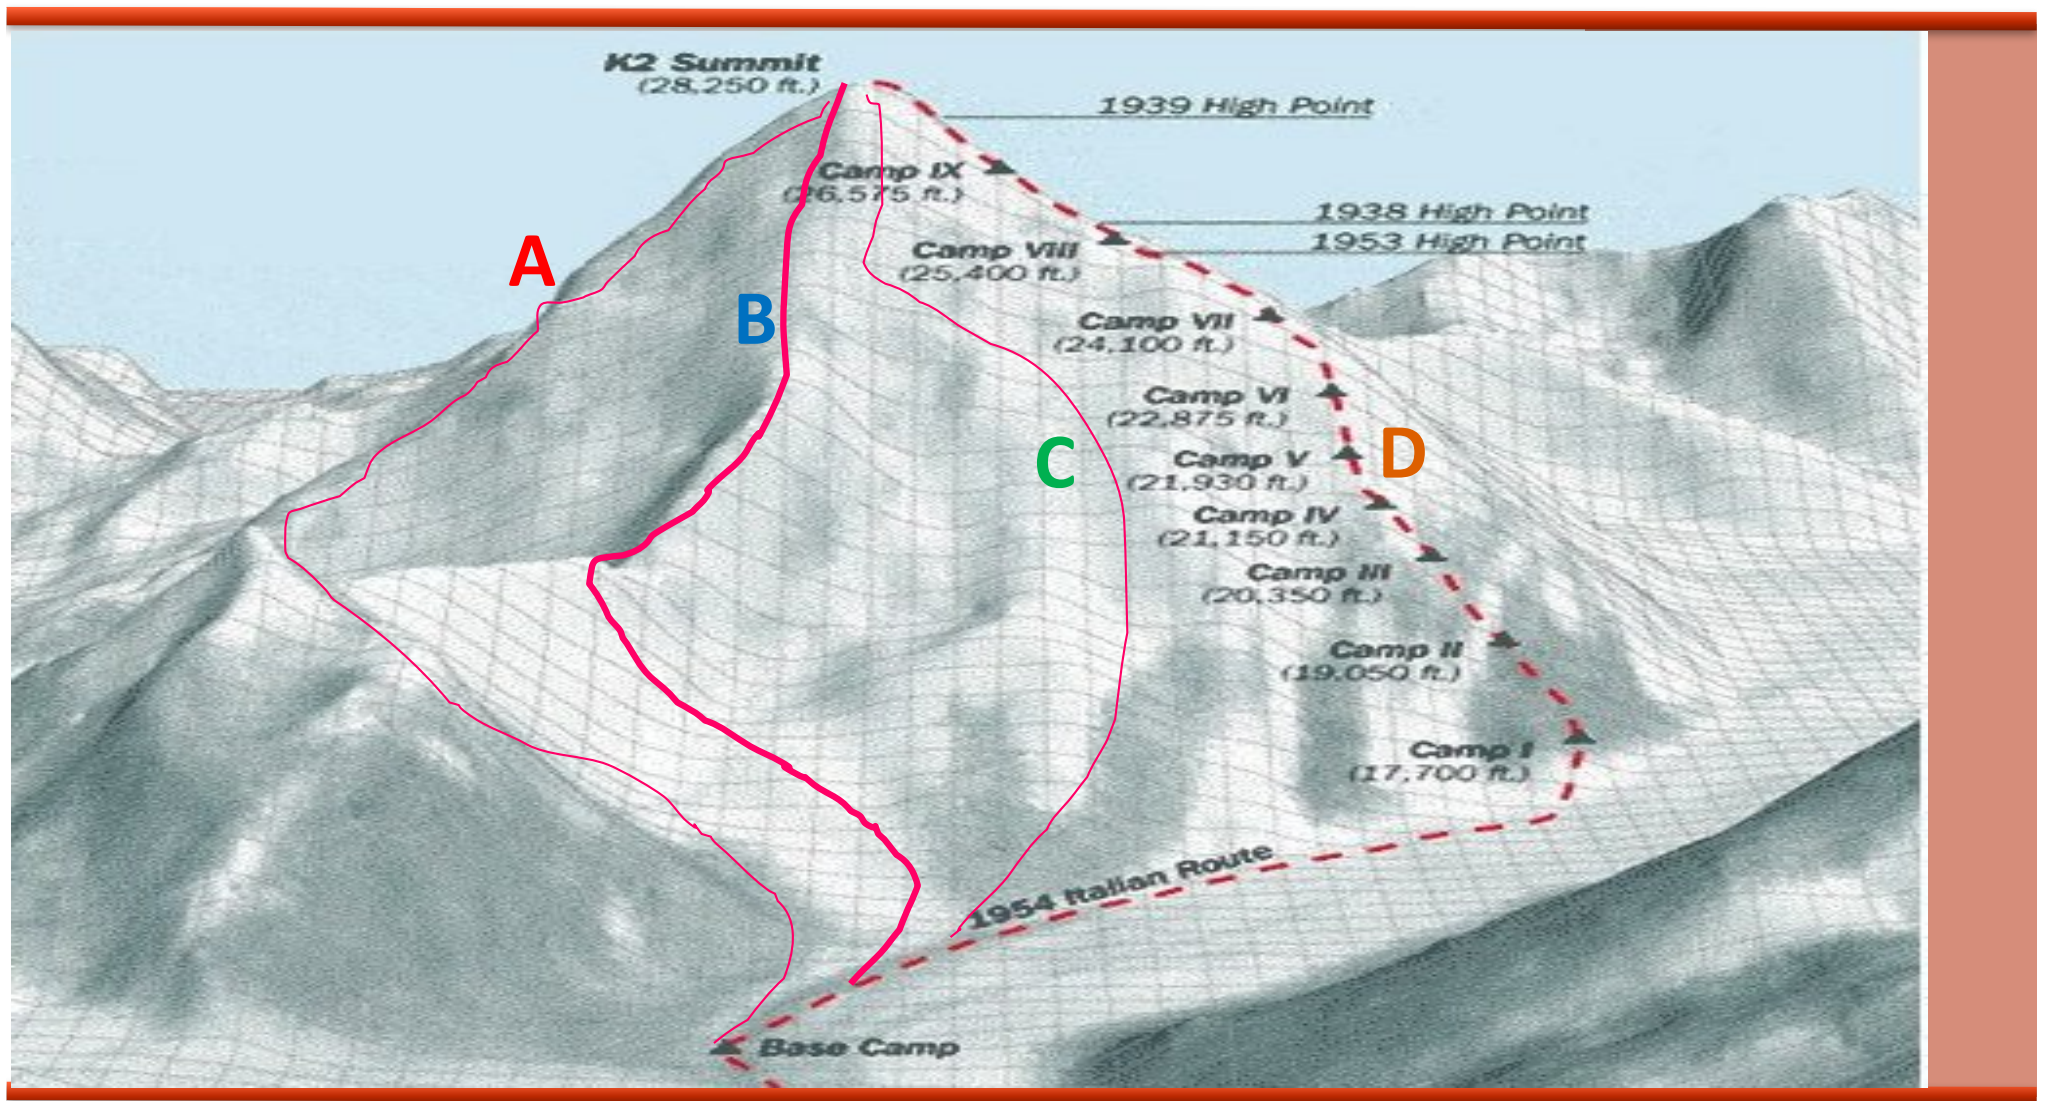 K2 Summit
(28,250 ft.)
1939 High Point
Camp IX
(26,575 ft.)
1938 High Point
1953 High Point
Camp VIII
(25,400 ft.)
A
B
Camp VII
(24,100 ft.)
Camp VI
(22,875 ft.)
C
D
Camp V
(21,930 ft.)
Camp IV
(21,150 ft.)
Camp III
(20,350 ft.)
Camp II
(19,050 ft.)
Camp I
(17,700 ft.)
1954 Italian Route
Base Camp